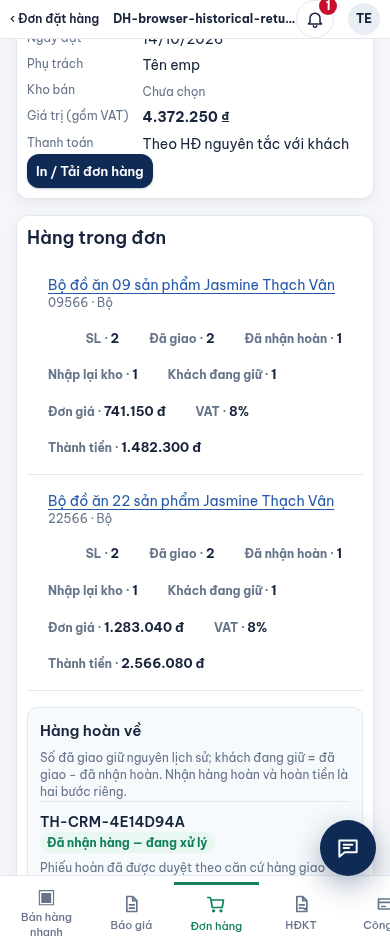 ‹ Đơn đặt hàng DH-browser-historical-retu... 1 TE
Ngày đặt 14/10/2026
Phụ trách Tên emp
Kho bán Chưa chọn
Giá trị (gồm VAT) 4.372.250 ₫
Thanh toán Theo HĐ nguyên tắc với khách
In / Tải đơn hàng
Hàng trong đơn
Bộ đồ ăn 09 sản phẩm Jasmine Thạch Vân
09566 · Bộ
SL · 2 Đã giao · 2 Đã nhận hoàn · 1
Nhập lại kho · 1 Khách đang giữ · 1
Đơn giá · 741.150 đ VAT · 8%
Thành tiền · 1.482.300 đ
Bộ đồ ăn 22 sản phẩm Jasmine Thạch Vân
22566 · Bộ
SL · 2 Đã giao · 2 Đã nhận hoàn · 1
Nhập lại kho · 1 Khách đang giữ · 1
Đơn giá · 1.283.040 đ VAT · 8%
Thành tiền · 2.566.080 đ
Hàng hoàn về
Số đã giao giữ nguyên lịch sử; khách đang giữ = đã
giao − đã nhận hoàn. Nhận hàng hoàn và hoàn tiền là
hai bước riêng.
TH-CRM-4E14D94A
Đã nhận hàng — đang xử lý
Phiếu hoàn đã được duyệt theo căn cứ hàng giao
Bán hàng nhanh Báo giá Đơn hàng HĐKT Công